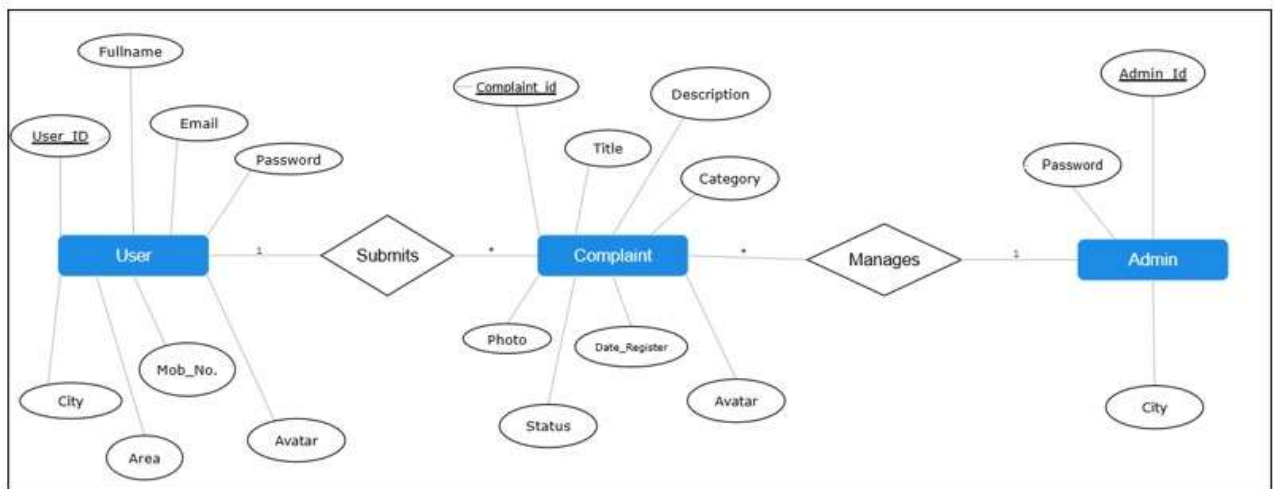 Fullname
User_ID
Email
Password
User
City
Area
Mob_No.
Avatar
1
Submits
*
Complaint_id
Description
Title
Category
Complaint
Photo
Date_Register
Status
Avatar
*
Manages
1
Admin_Id
Password
Admin
City